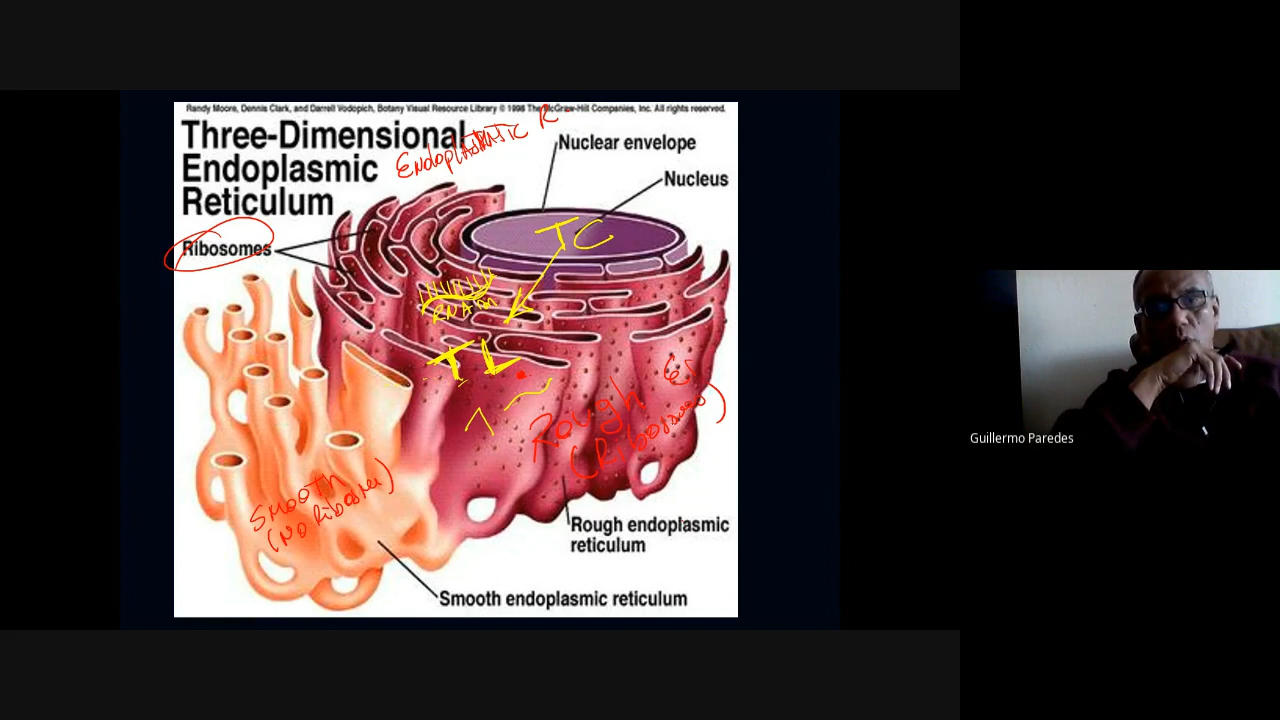 Randy Moore, Dennis Clark, and Darrell Vodopich, Botany Visual Resource Library © 1998 The McGraw-Hill Companies, Inc. All rights reserved.
Three-Dimensional
Endoplasmic
Reticulum
R
Nuclear envelope
Nucleus
Ribosomes
TC
TL
Rough
(Ribosomes)
Smooth
(No
Rough endoplasmic
reticulum
Smooth endoplasmic reticulum
Guillermo Paredes